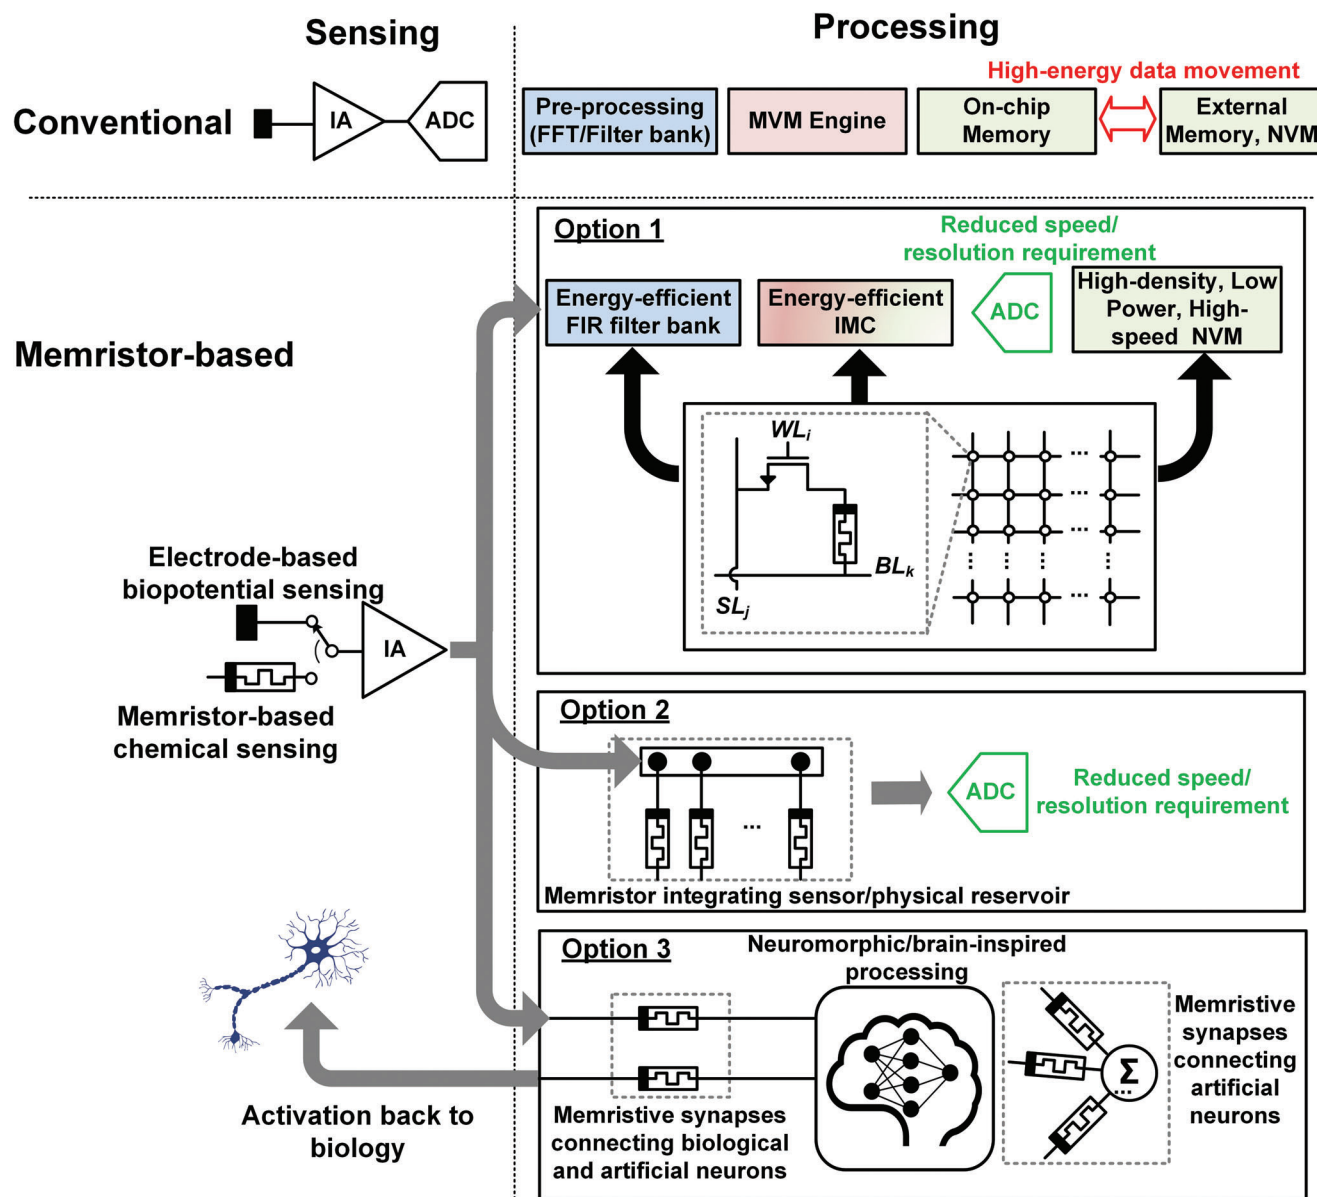 Sensing
Processing
Conventional
IA
ADC
Pre-processing
(FFT/Filter bank)
MVM Engine
On-chip
Memory
High-energy data movement
External
Memory, NVM
Memristor-based
Option 1
Reduced speed/
resolution requirement
Energy-efficient
FIR filter bank
Energy-efficient
IMC
ADC
High-density, Low
Power, High-
speed NVM
WLi
BLk
SLj
...
...
...
...
...
...
...
...
...
Electrode-based
biopotential sensing
IA
Memristor-based
chemical sensing
Option 2
...
ADC
Reduced speed/
resolution requirement
Memristor integrating sensor/physical reservoir
Option 3
Neuromorphic/brain-inspired
processing
Memristive synapses
connecting biological
and artificial neurons
Σ
...
Memristive
synapses
connecting
artificial
neurons
Activation back to
biology